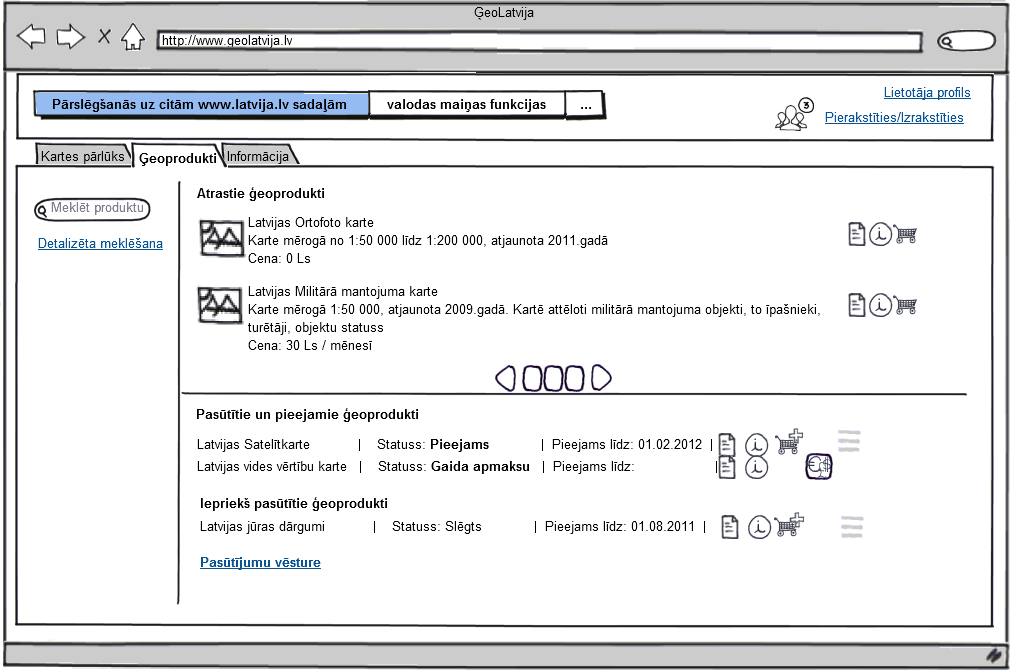 ĢeoLatvija
http://www.geolatvija.lv
Pārslēgšanās uz citām www.latvija.lv sadaļām
valodas maiņas funkcijas
...
3
Lietotāja profils
Pierakstīties/Izrakstīties
Kartes pārlūks
Ģeoprodukti
Informācija
Meklēt produktu
Detalizēta meklēšana
Atrastie ģeoprodukti
Latvijas Ortofoto karte
Karte mērogā no 1:50 000 līdz 1:200 000, atjaunota 2011.gadā
Cena: 0 Ls
Latvijas Militārā mantojuma karte
Karte mērogā 1:50 000, atjaunota 2009.gadā. Kartē attēloti militārā mantojuma objekti, to īpašnieki,
turētāji, objektu statuss
Cena: 30 Ls / mēnesī
Pasūtītie un pieejamie ģeoprodukti
Latvijas Satelītkarte | Statuss: Pieejams | Pieejams līdz: 01.02.2012 |
Latvijas vides vērtību karte | Statuss: Gaida apmaksu | Pieejams līdz: |
Iepriekš pasūtītie ģeoprodukti
Latvijas jūras dārgumi | Statuss: Slēgts | Pieejams līdz: 01.08.2011 |
Pasūtījumu vēsture